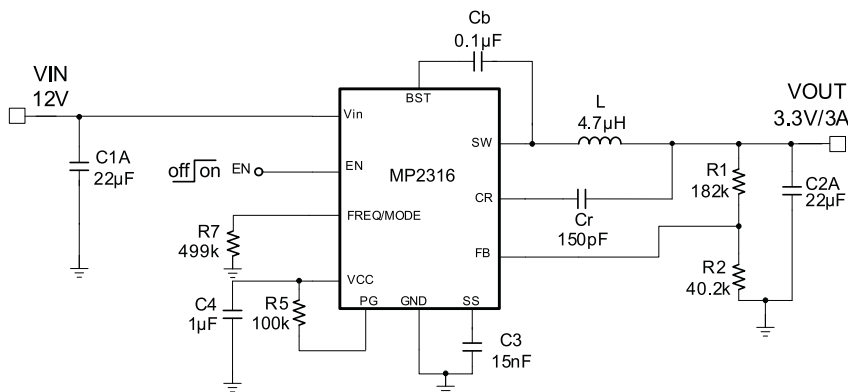 Cb
0.1µF
VIN
12V
BST
VOUT
3.3V/3A
Vin
L
4.7µH
SW
C1A
22µF
off on EN
EN
MP2316
R1
182k
C2A
22µF
CR
Cr
150pF
FREQ/MODE
R7
499k
FB
R2
40.2k
VCC
C4
1µF
R5
100k
PG
GND
SS
C3
15nF